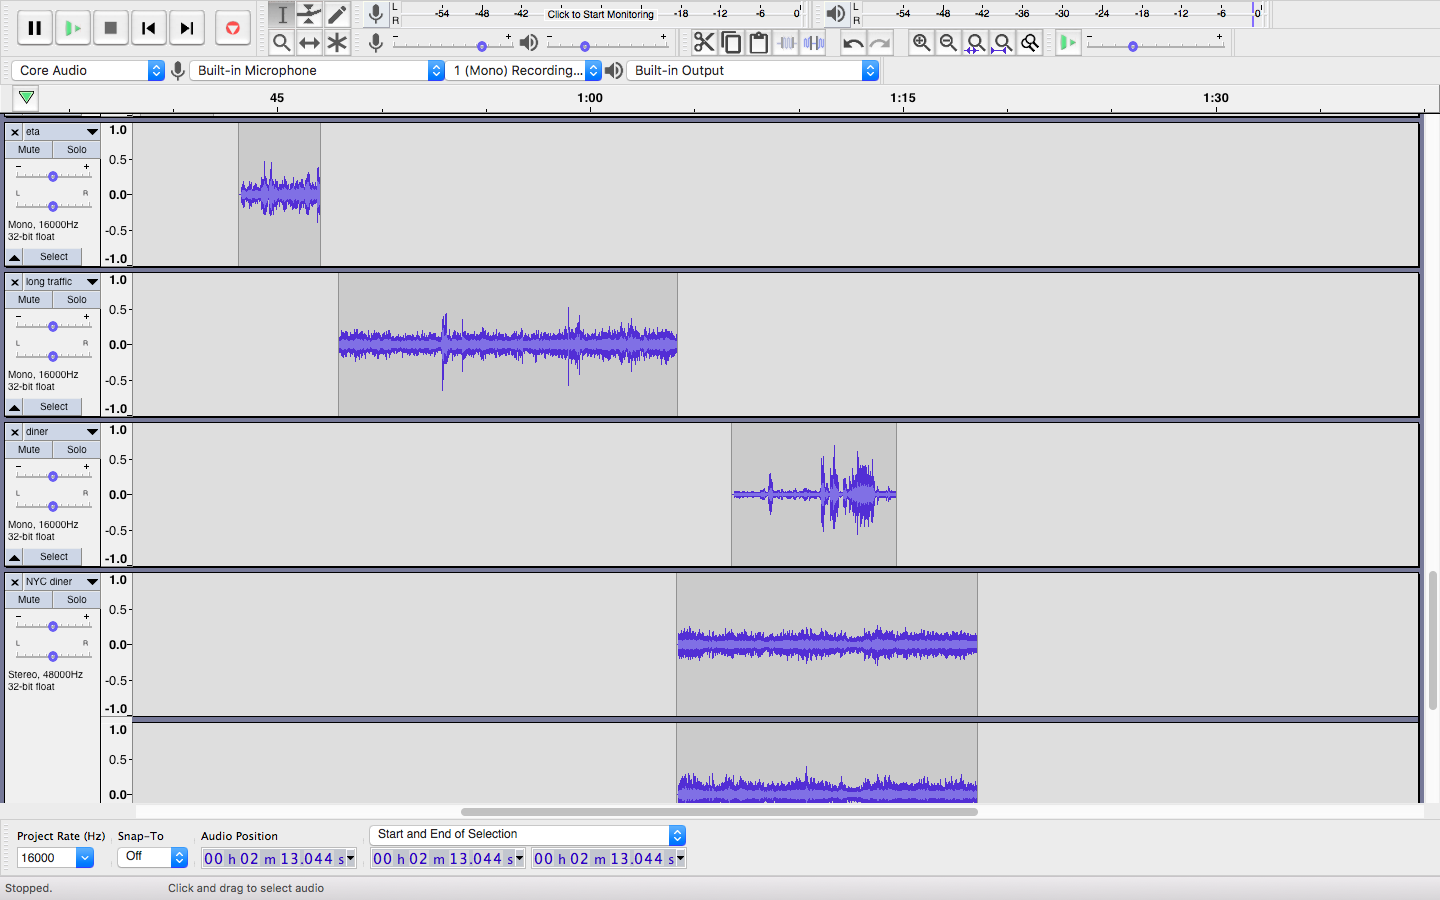 L
R
-54 -48 -42 Click to Start Monitoring -18 -12 -6 0
L
R
-54 -48 -42 -36 -30 -24 -18 -12 -6 0
- + - + - +
Core Audio Built-in Microphone 1 (Mono) Recording... Built-in Output
45 1:00 1:15 1:30
eta
Mute Solo
- +
L R
Mono, 16000Hz
32-bit float
Select
1.0
0.5
0.0
-0.5
-1.0
long traffic
Mute Solo
- +
L R
Mono, 16000Hz
32-bit float
Select
1.0
0.5
0.0
-0.5
-1.0
diner
Mute Solo
- +
L R
Mono, 16000Hz
32-bit float
Select
1.0
0.5
0.0
-0.5
-1.0
NYC diner
Mute Solo
- +
L R
Stereo, 48000Hz
32-bit float
1.0
0.5
0.0
-0.5
-1.0
1.0
0.5
0.0
Project Rate (Hz) Snap-To Audio Position Start and End of Selection
16000 Off 00 h 02 m 13.044 s 00 h 02 m 13.044 s 00 h 02 m 13.044 s
Stopped. Click and drag to select audio